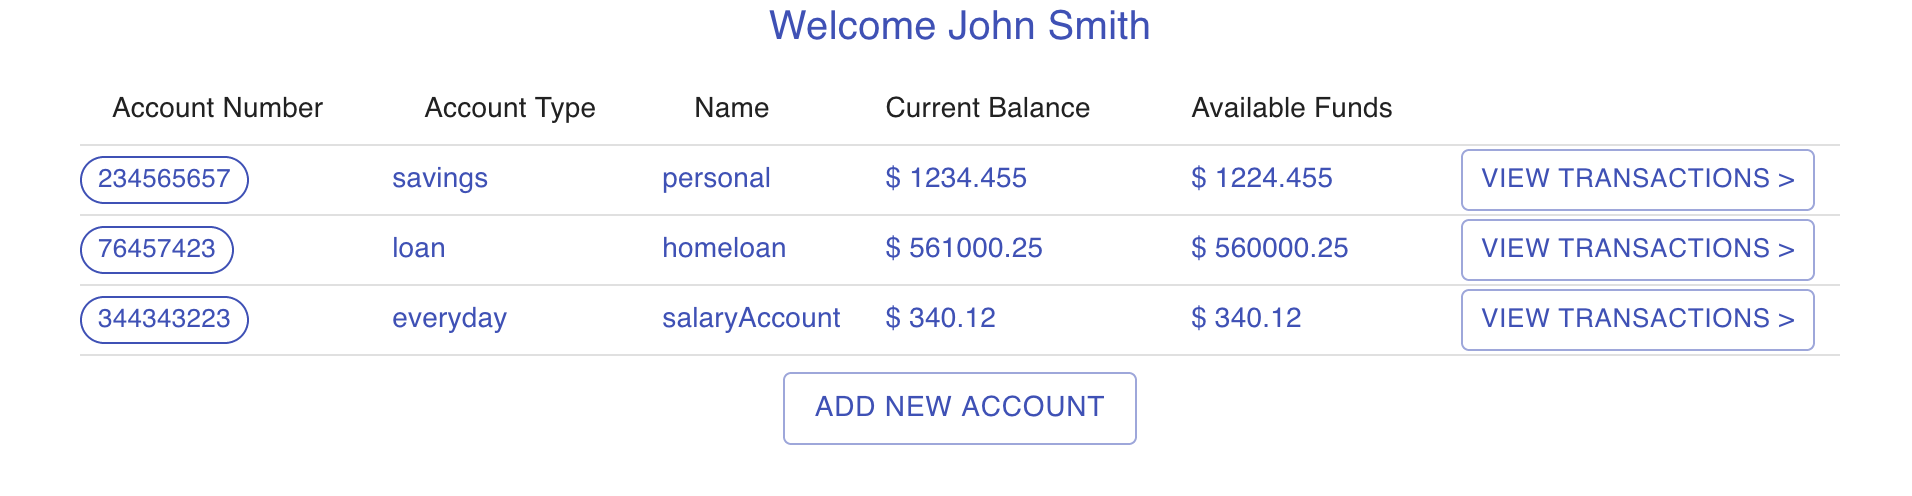 Welcome John Smith
Account Number Account Type Name Current Balance Available Funds
234565657 savings personal $ 1234.455 $ 1224.455 VIEW TRANSACTIONS >
76457423 loan homeloan $ 561000.25 $ 560000.25 VIEW TRANSACTIONS >
344343223 everyday salaryAccount $ 340.12 $ 340.12 VIEW TRANSACTIONS >
ADD NEW ACCOUNT